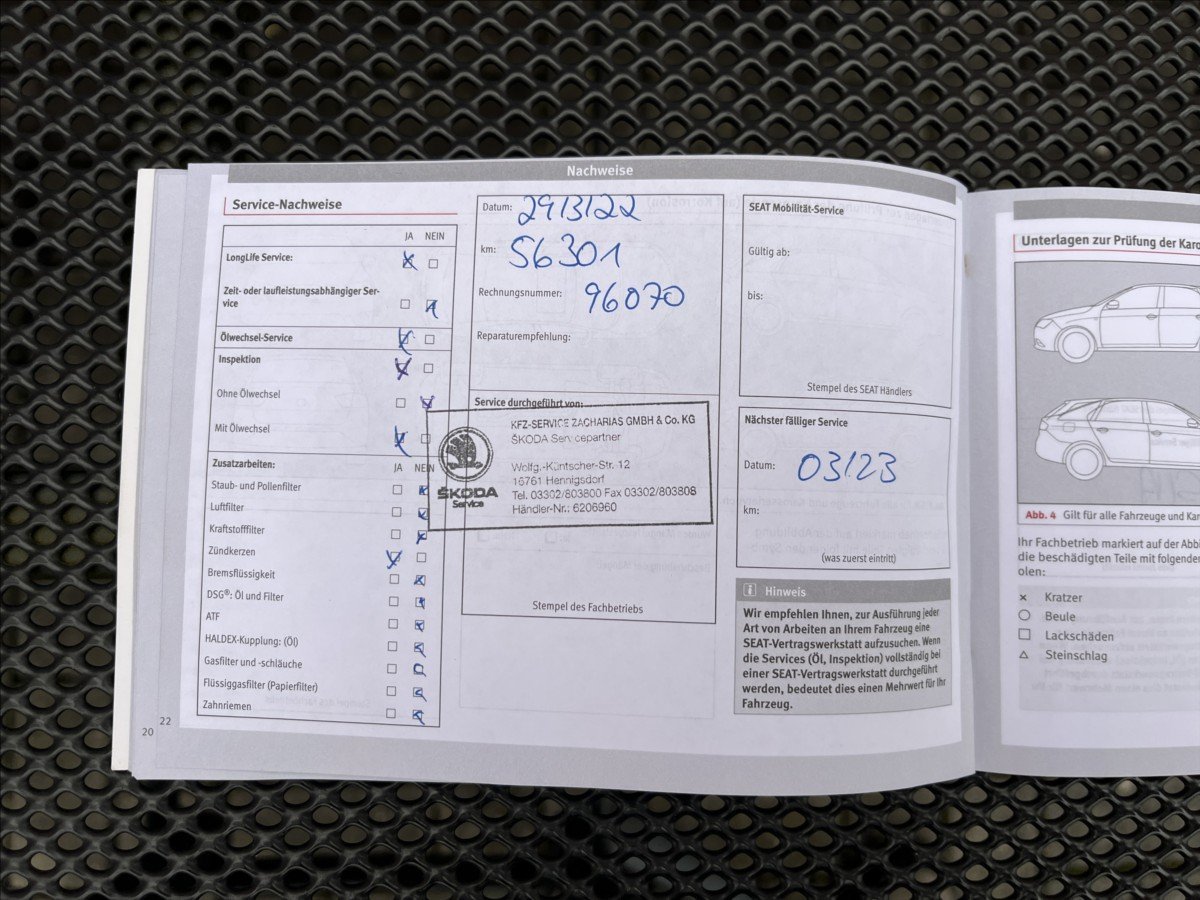 Nachweise
Service-Nachweise
JA NEIN
LongLife Service:
Zeit- oder laufleistungsabhängiger Ser-
vice
Ölwechsel-Service
Inspektion
Ohne Ölwechsel
Mit Ölwechsel
Zusatzarbeiten: JA NEIN
Staub- und Pollenfilter
Luftfilter
Kraftstofffilter
Zündkerzen
Bremsflüssigkeit
DSG®: Öl und Filter
ATF
HALDEX-Kupplung: (Öl)
Gasfilter und -schläuche
Flüssiggasfilter (Papierfilter)
Zahnriemen
22
20
Datum: 29/3/22
km: 56301
Rechnungsnummer: 96070
Reparaturempfehlung:
Service durchgeführt von:
KFZ-SERVICE ZACHARIAS GMBH & Co. KG
ŠKODA Servicepartner
Wolfg.-Küntscher-Str. 12
16761 Hennigsdorf
Tel. 03302/803800 Fax 03302/803808
Händler-Nr.: 6206960
ŠKODA
Service
Stempel des Fachbetriebs
SEAT Mobilität-Service
Gültig ab:
bis:
Stempel des SEAT Händlers
Nächster fälliger Service
Datum: 03/23
km:
(was zuerst eintritt)
i Hinweis
Wir empfehlen Ihnen, zur Ausführung jeder
Art von Arbeiten an Ihrem Fahrzeug eine
SEAT-Vertragswerkstatt aufzusuchen. Wenn
die Services (Öl, Inspektion) vollständig bei
einer SEAT-Vertragswerkstatt durchgeführt
werden, bedeutet dies einen Mehrwert für Ihr
Fahrzeug.
Unterlagen zur Prüfung der Karo
Abb. 4 Gilt für alle Fahrzeuge und Kar
Ihr Fachbetrieb markiert auf der Abbi
die beschädigten Teile mit folgenden
olen:
Kratzer
Beule
Lackschäden
Steinschlag